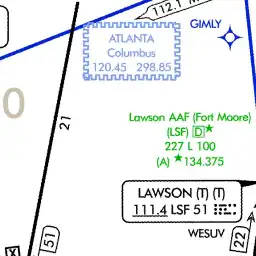 112.1
GIMLY
ATLANTA
Columbus
120.45 298.85
0
21
Lawson AAF (Fort Moore)
(LSF) D★
227 L 100
(A) ★134.375
LAWSON (T) (T)
111.4 LSF 51
WESUV
51
22
X